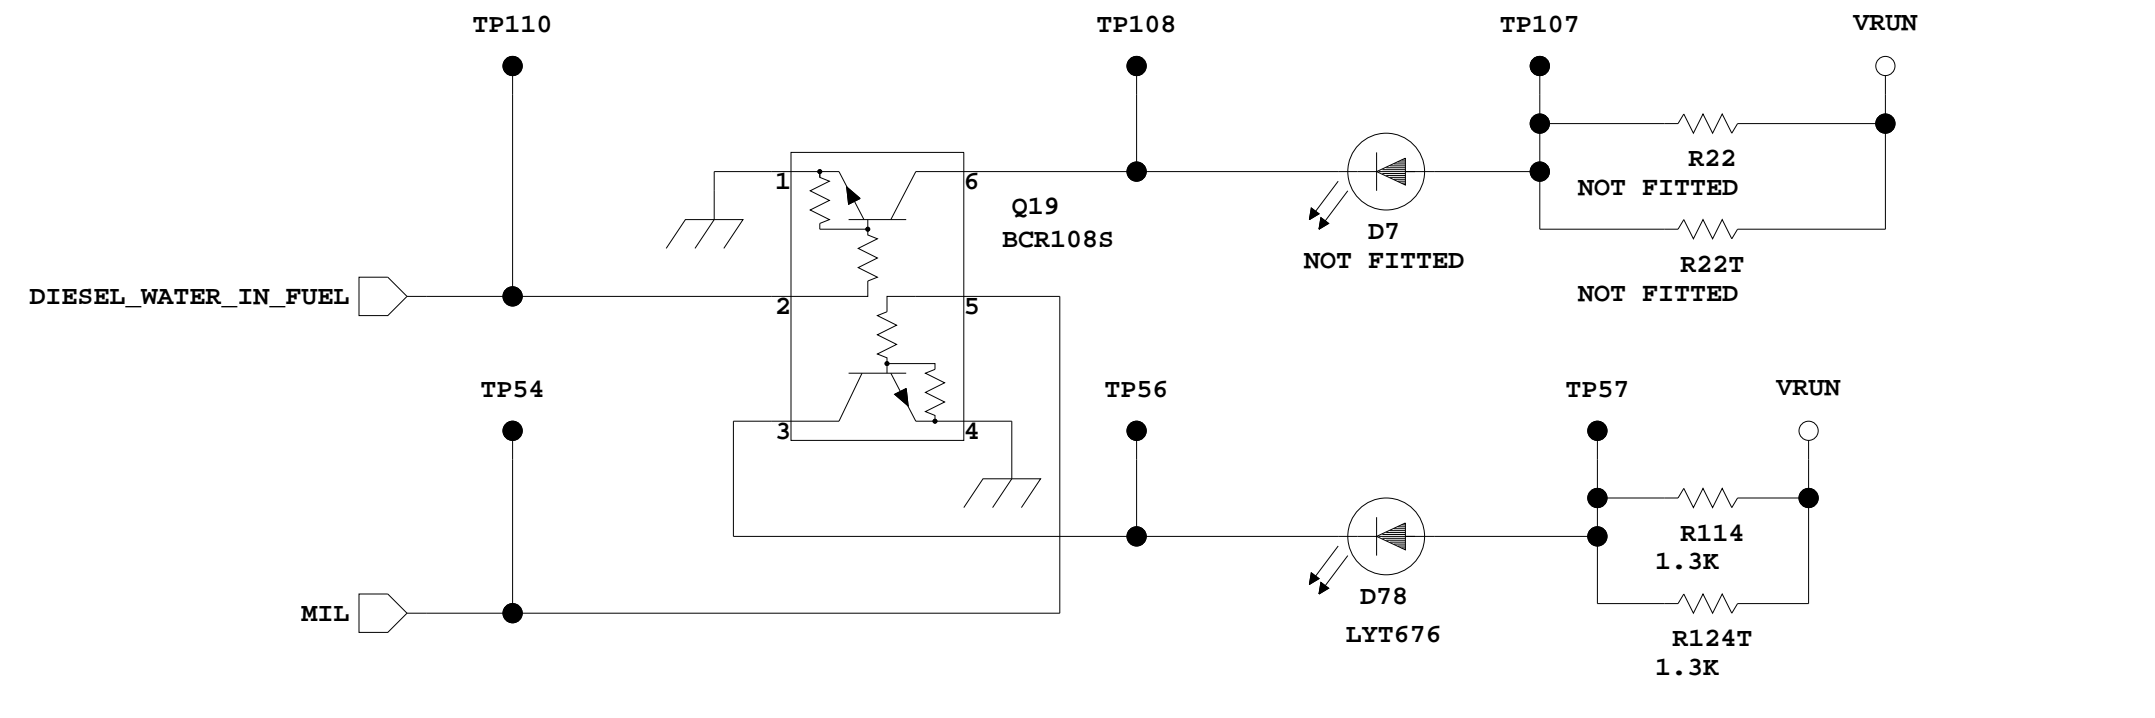 TP110
TP108
TP107
VRUN
1
6
R22
NOT FITTED
Q19
BCR108S
D7
NOT FITTED
R22T
NOT FITTED
DIESEL_WATER_IN_FUEL
2
5
TP54
TP56
TP57
VRUN
3
4
R114
1.3K
D78
LYT676
MIL
R124T
1.3K